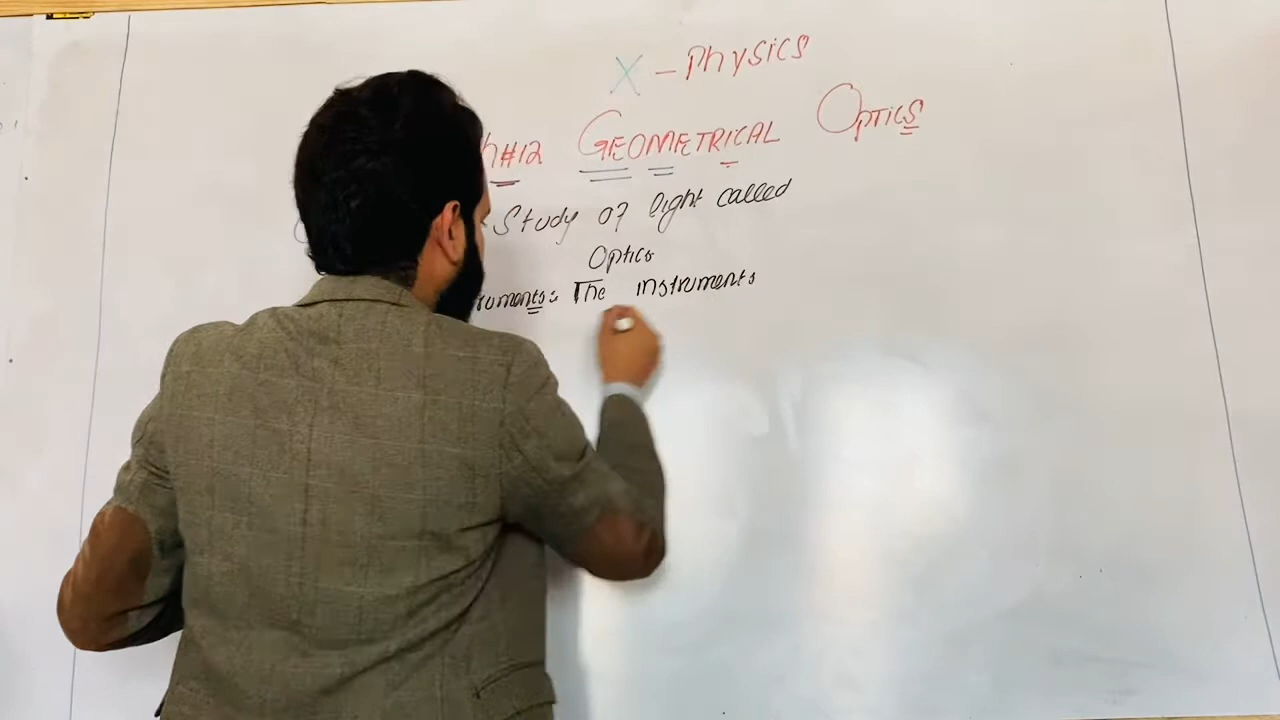 X - Physics
h#12 GEOMETRICAL OPTICS
Study of light called
Optics
ruments: The instruments